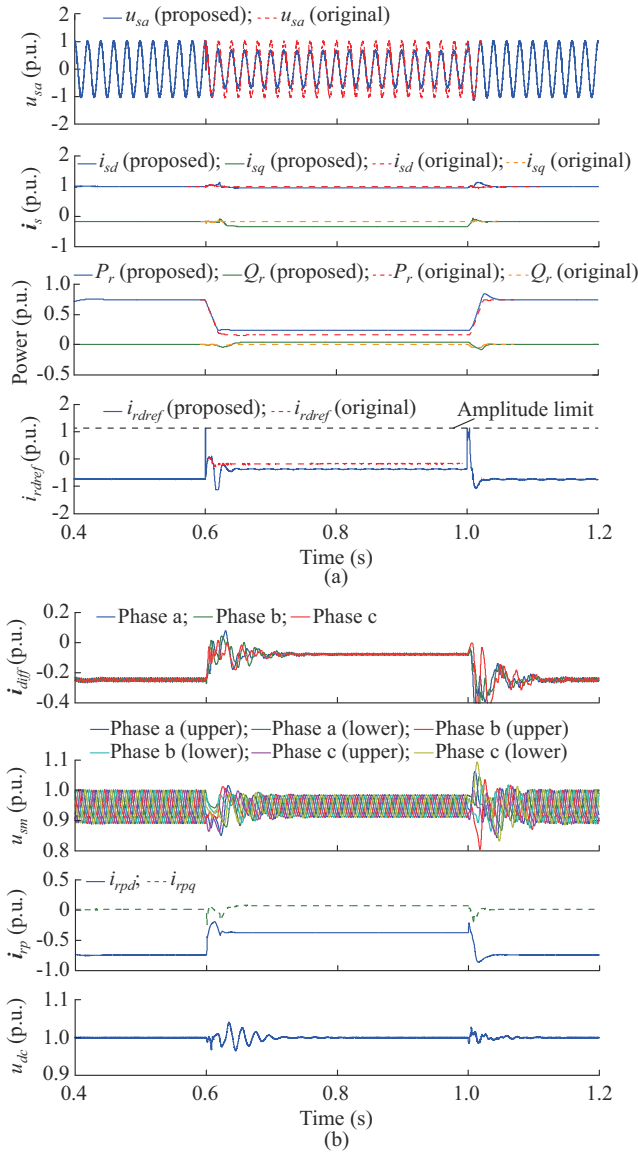 u_sa (proposed); u_sa (original)
2
1
0
-1
-2
u_sa (p.u.)
i_sd (proposed); i_sq (proposed); i_sd (original); i_sq (original)
2
1
0
-1
i_s (p.u.)
P_r (proposed); Q_r (proposed); P_r (original); Q_r (original)
1.0
0.5
0
-0.5
Power (p.u.)
i_rdref (proposed); i_rdref (original)
Amplitude limit
2
1
0
-1
-2
i_rdref (p.u.)
0.4 0.6 0.8 1.0 1.2
Time (s)
(a)
Phase a; Phase b; Phase c
0.2
0
-0.2
-0.4
i_diff (p.u.)
Phase a (upper); Phase a (lower); Phase b (upper)
Phase b (lower); Phase c (upper); Phase c (lower)
1.1
1.0
0.9
0.8
u_sm (p.u.)
i_rpd; i_rpq
0.5
0
-0.5
-1.0
i_rp (p.u.)
1.1
1.0
0.9
u_dc (p.u.)
0.4 0.6 0.8 1.0 1.2
Time (s)
(b)